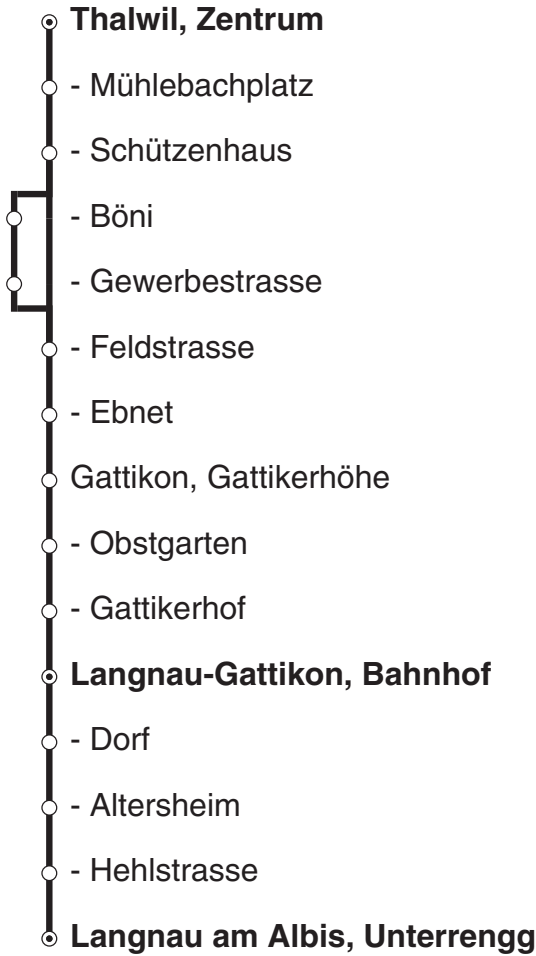 Thalwil, Zentrum
- Mühlebachplatz
- Schützenhaus
- Böni
- Gewerbestrasse
- Feldstrasse
- Ebnet
Gattikon, Gattikerhöhe
- Obstgarten
- Gattikerhof
Langnau-Gattikon, Bahnhof
- Dorf
- Altersheim
- Hehlstrasse
Langnau am Albis, Unterrengg